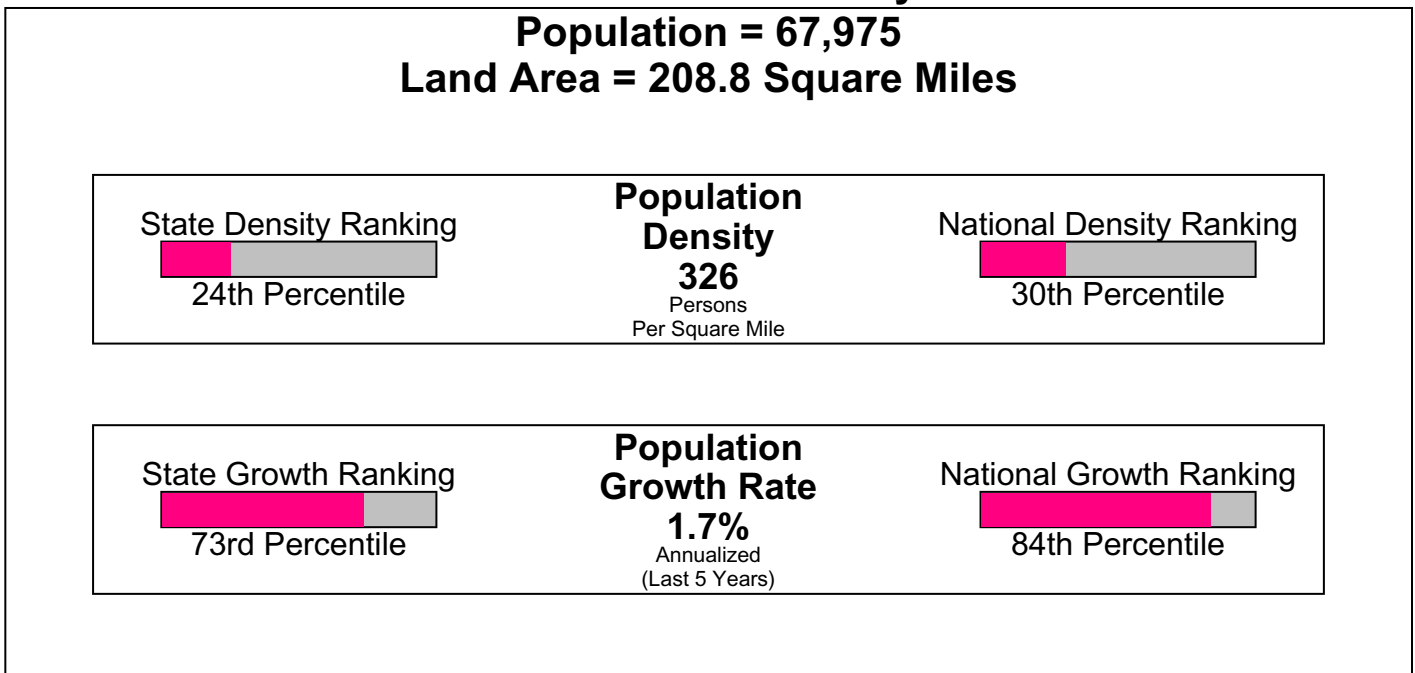 Population = 67,975
Land Area = 208.8 Square Miles
State Density Ranking
24th Percentile
Population
Density
326
Persons
Per Square Mile
National Density Ranking
30th Percentile
State Growth Ranking
73rd Percentile
Population
Growth Rate
1.7%
Annualized
(Last 5 Years)
National Growth Ranking
84th Percentile